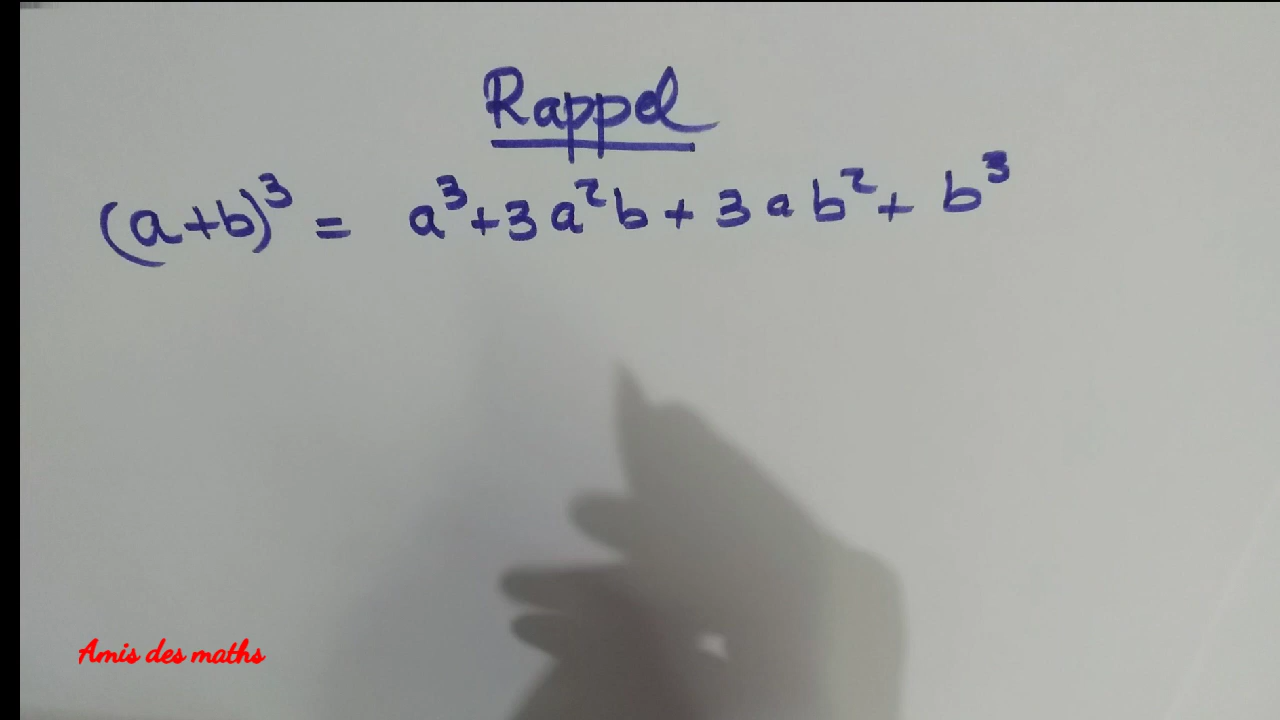 Rappel
(a+b)³ = a³+3a²b+3ab²+b³
Amis des maths